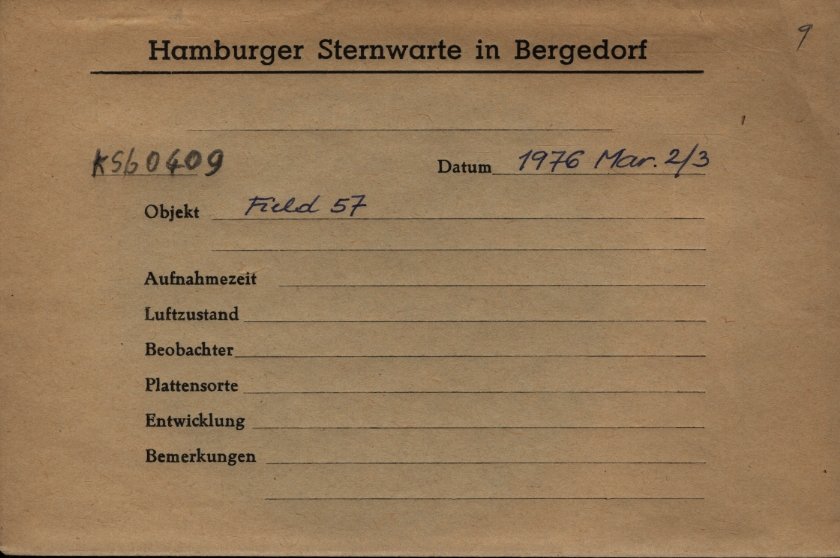 9
Hamburger Sternwarte in Bergedorf
KSb0409 Datum 1976 Mar. 2/3
Objekt Field 57
Aufnahmezeit
Luftzustand
Beobachter
Plattensorte
Entwicklung
Bemerkungen